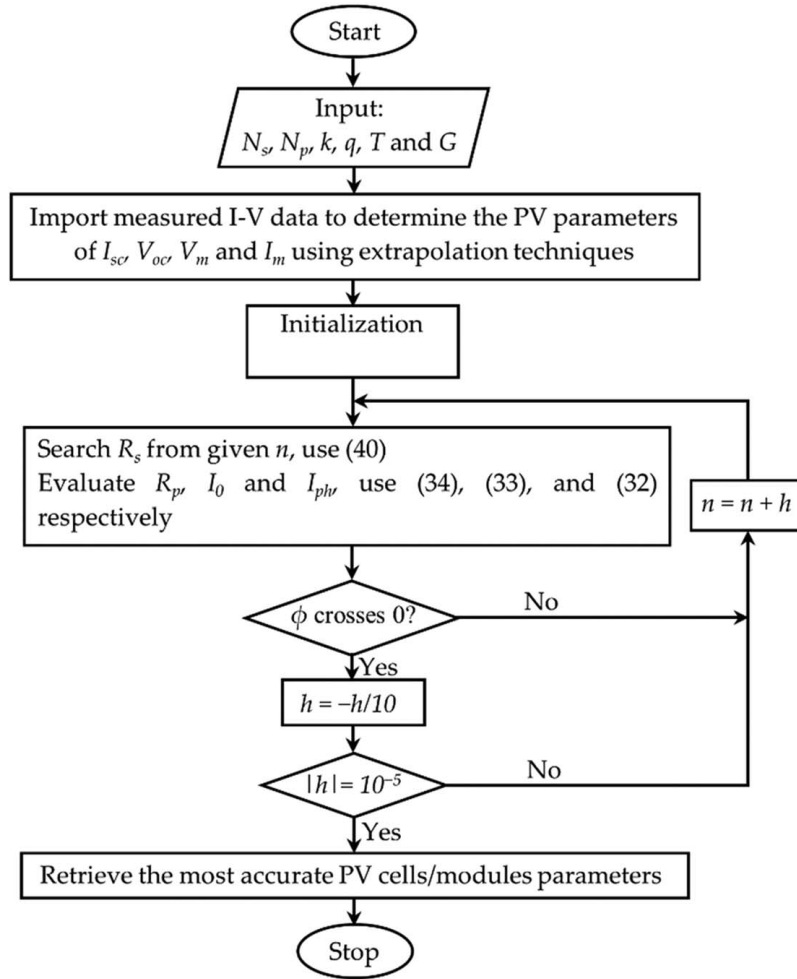 Start
Input:
Ns, Np, k, q, T and G
Import measured I-V data to determine the PV parameters
of Isc, Voc, Vm and Im using extrapolation techniques
Initialization
Search Rs from given n, use (40)
Evaluate Rp, I0 and Iph, use (34), (33), and (32)
respectively
n = n + h
ϕ crosses 0?
No
Yes
h = –h/10
|h| = 10⁻⁵
No
Yes
Retrieve the most accurate PV cells/modules parameters
Stop